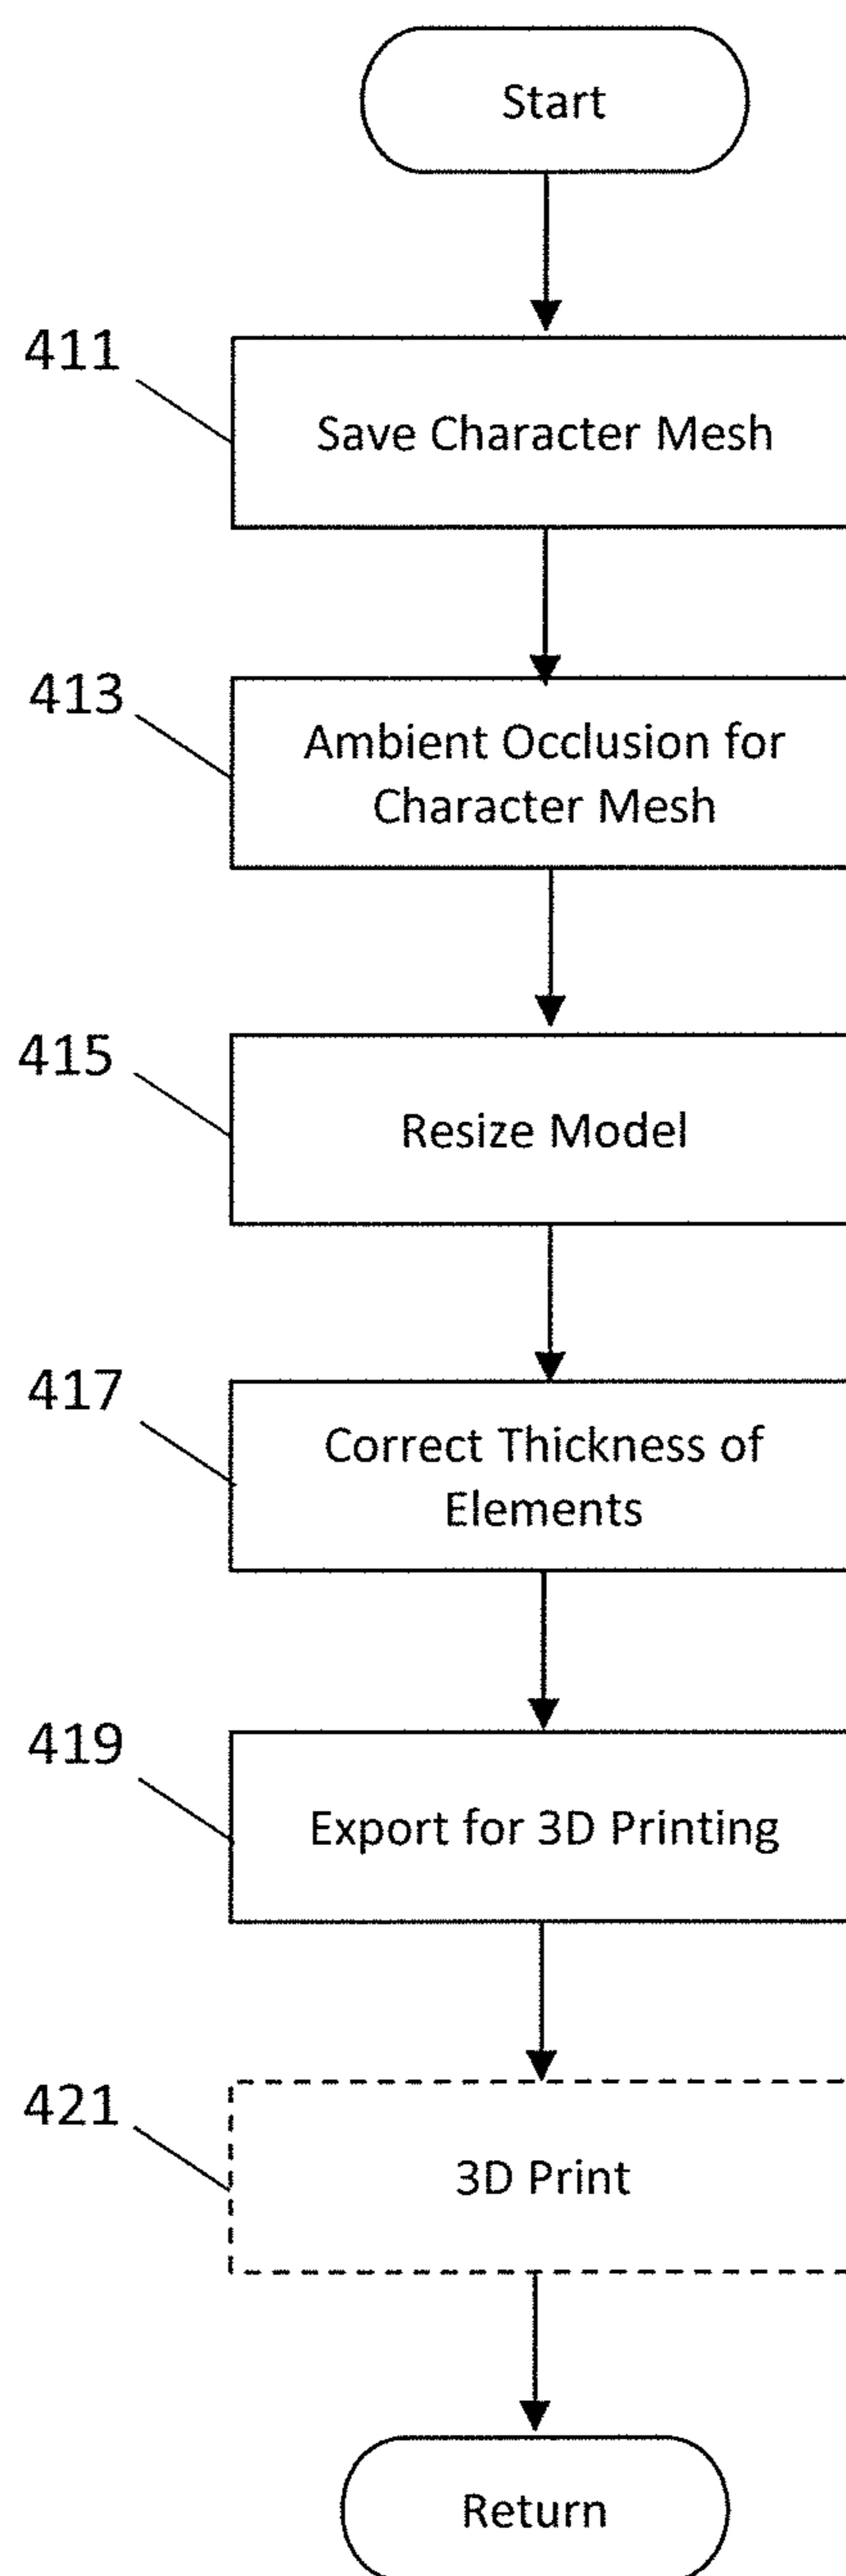 Start
411
Save Character Mesh
413
Ambient Occlusion for
Character Mesh
415
Resize Model
417
Correct Thickness of
Elements
419
Export for 3D Printing
421
3D Print
Return